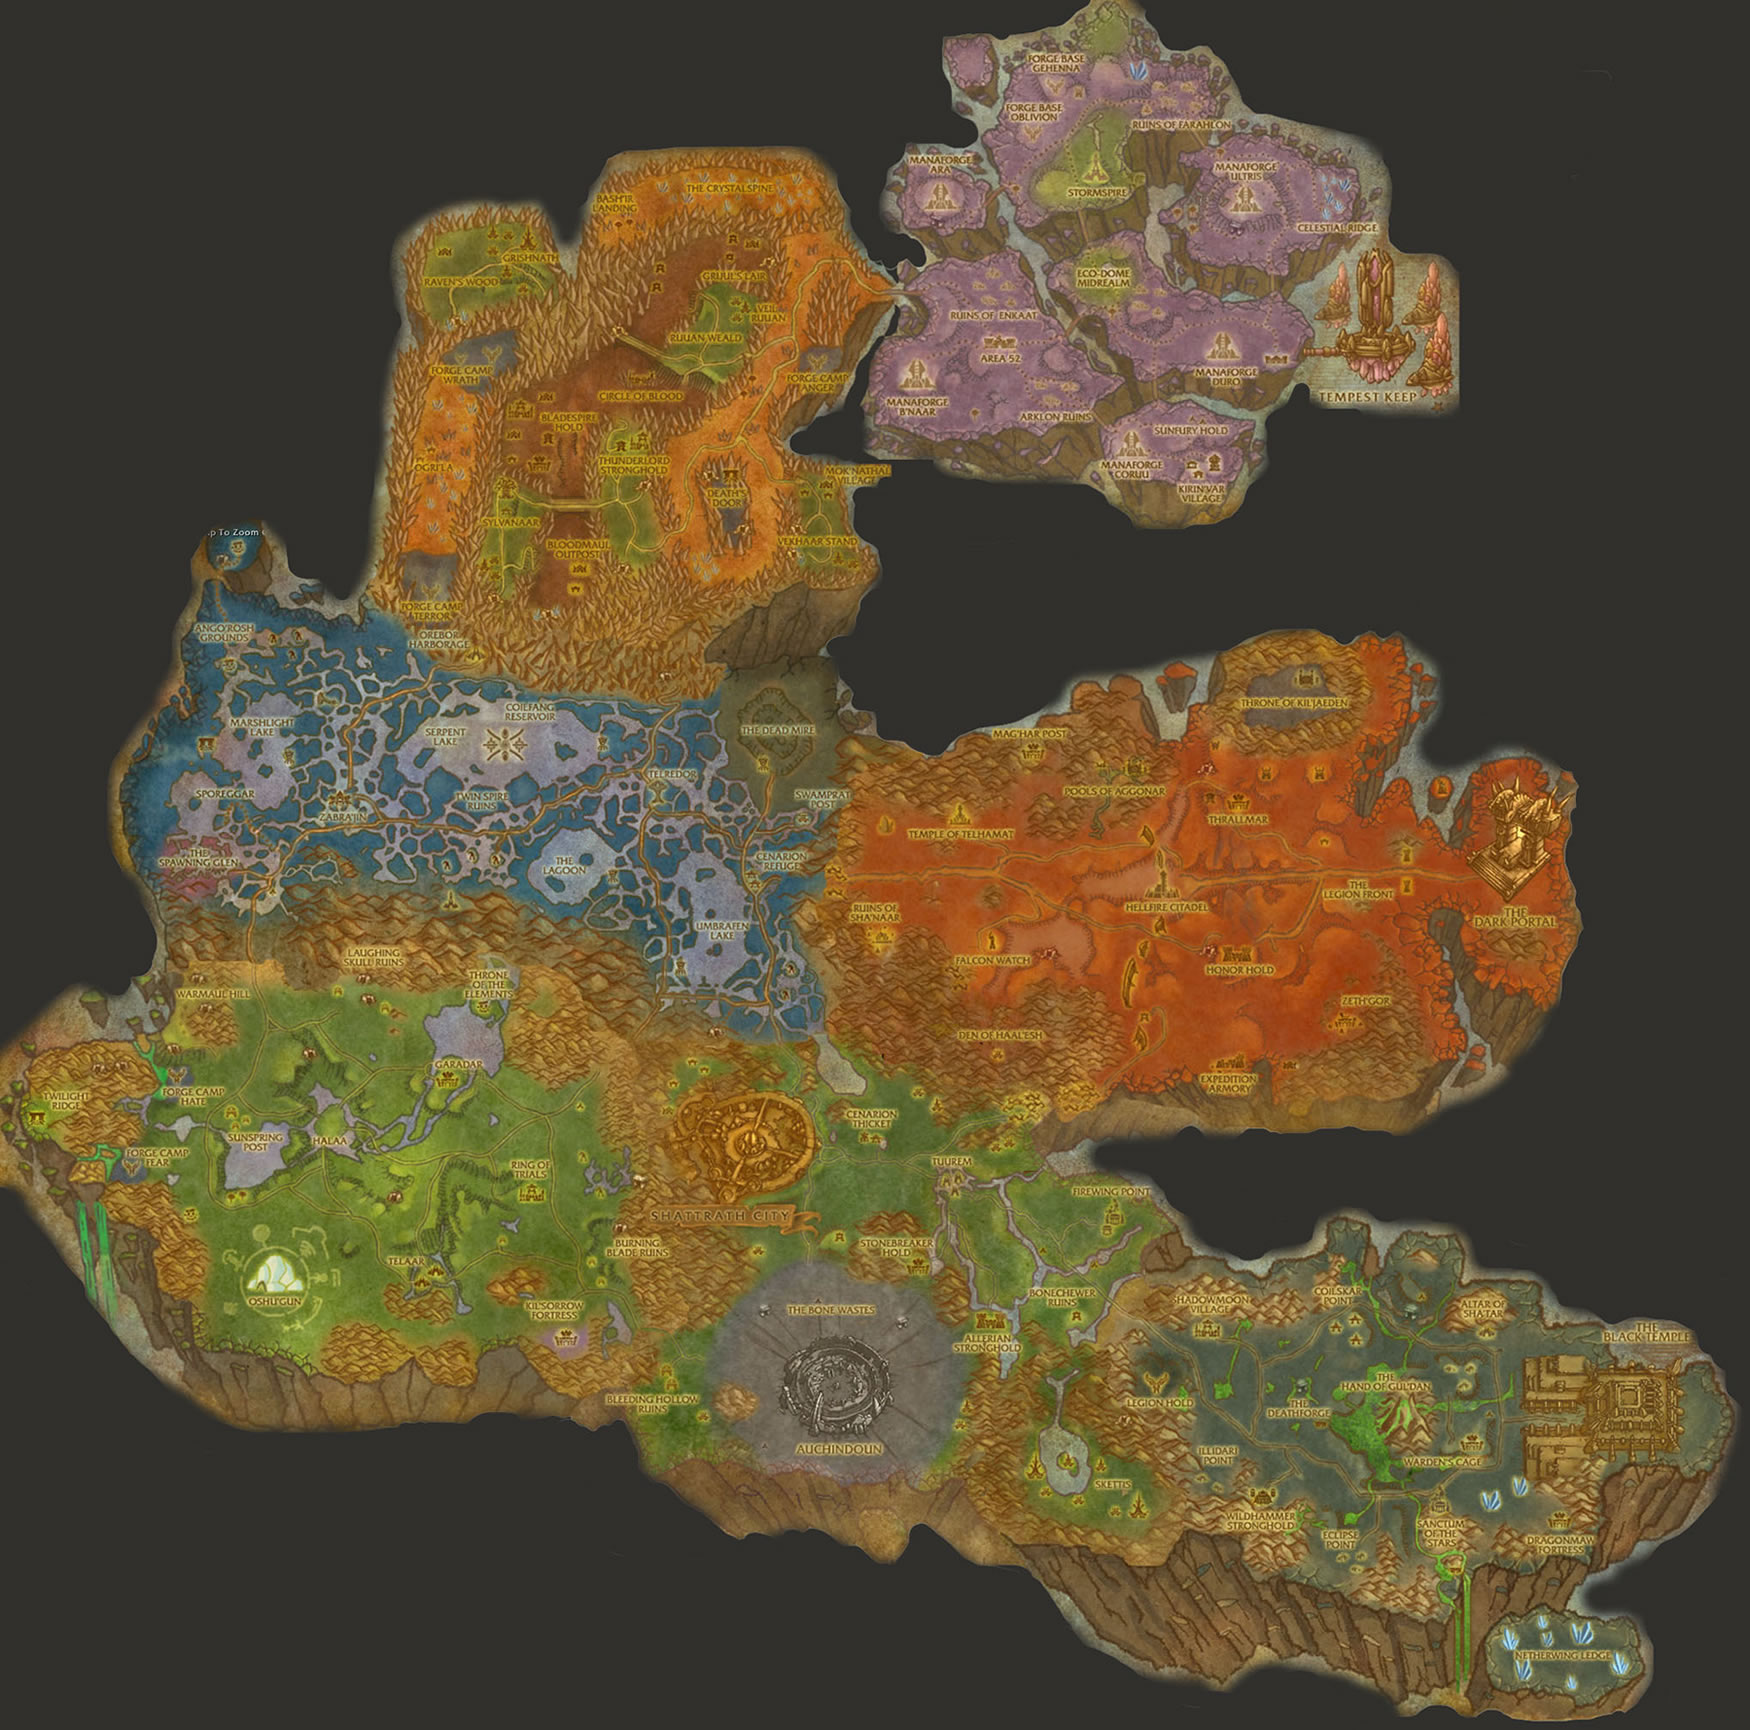 FORGE BASE
GEHENNA
FORGE BASE
OBLIVION
RUINS OF FARAHLON
MANAFORGE
ARA
MANAFORGE
ULTRIS
STORMSPIRE
CELESTIAL RIDGE
ECO-DOME
MIDREALM
RUINS OF ENKAAT
AREA 52
MANAFORGE
DURO
TEMPEST KEEP
MANAFORGE
B'NAAR
ARKLON RUINS
SUNFURY HOLD
MANAFORGE
CORUU
KIRIN'VAR
VILLAGE
THE CRYSTALSPINE
BASH'IR
LANDING
GRISHNATH
RAVEN'S WOOD
GRUUL'S LAIR
VEIL
RUUAN
RUUAN WEALD
FORGE CAMP
WRATH
FORGE CAMP
ANGER
CIRCLE OF BLOOD
BLADESPIRE
HOLD
THUNDERLORD
STRONGHOLD
OGRI'LA
MOK'NATHAL
VILLAGE
DEATH'S
DOOR
SYLVANAAR
VEKHAAR STAND
BLOODMAUL
OUTPOST
FORGE CAMP
TERROR
OREBOR
HARBORAGE
p To Zoom
ANGO'ROSH
GROUNDS
MARSHLIGHT
LAKE
COILFANG
RESERVOIR
SERPENT
LAKE
THE DEAD MIRE
TELREDOR
SPOREGGAR
TWIN SPIRE
RUINS
ZABRA'JIN
SWAMPRAT
POST
THE
SPAWNING GLEN
THE
LAGOON
CENARION
REFUGE
UMBRAFEN
LAKE
THRONE OF KIL'JAEDEN
MAG'HAR POST
POOLS OF AGGONAR
THRALLMAR
TEMPLE OF TELHAMAT
THE
LEGION FRONT
HELLFIRE CITADEL
RUINS OF
SHA'NAAR
THE
DARK PORTAL
FALCON WATCH
HONOR HOLD
ZETH'GOR
DEN OF HAAL'ESH
EXPEDITION
ARMORY
LAUGHING
SKULL RUINS
THRONE
OF THE
ELEMENTS
WARMAUL HILL
GARADAR
FORGE CAMP
HATE
TWILIGHT
RIDGE
SUNSPRING
POST
HALAA
FORGE CAMP
FEAR
RING OF
TRIALS
TELAAR
BURNING
BLADE RUINS
OSHU'GUN
KIL'SORROW
FORTRESS
CENARION
THICKET
TUUREM
SHATTRATH CITY
FIREWING POINT
STONEBREAKER
HOLD
THE BONE WASTES
BONECHEWER
RUINS
ALLERIAN
STRONGHOLD
BLEEDING HOLLOW
RUINS
AUCHINDOUN
SKETTIS
SHADOWMOON
VILLAGE
COILSKAR
POINT
ALTAR OF
SHA'TAR
THE
BLACK TEMPLE
LEGION HOLD
THE
DEATHFORGE
THE
HAND OF GUL'DAN
ILLIDARI
POINT
WARDEN'S CAGE
WILDHAMMER
STRONGHOLD
ECLIPSE
POINT
SANCTUM
OF THE
STARS
DRAGONMAW
FORTRESS
NETHERWING LEDGE